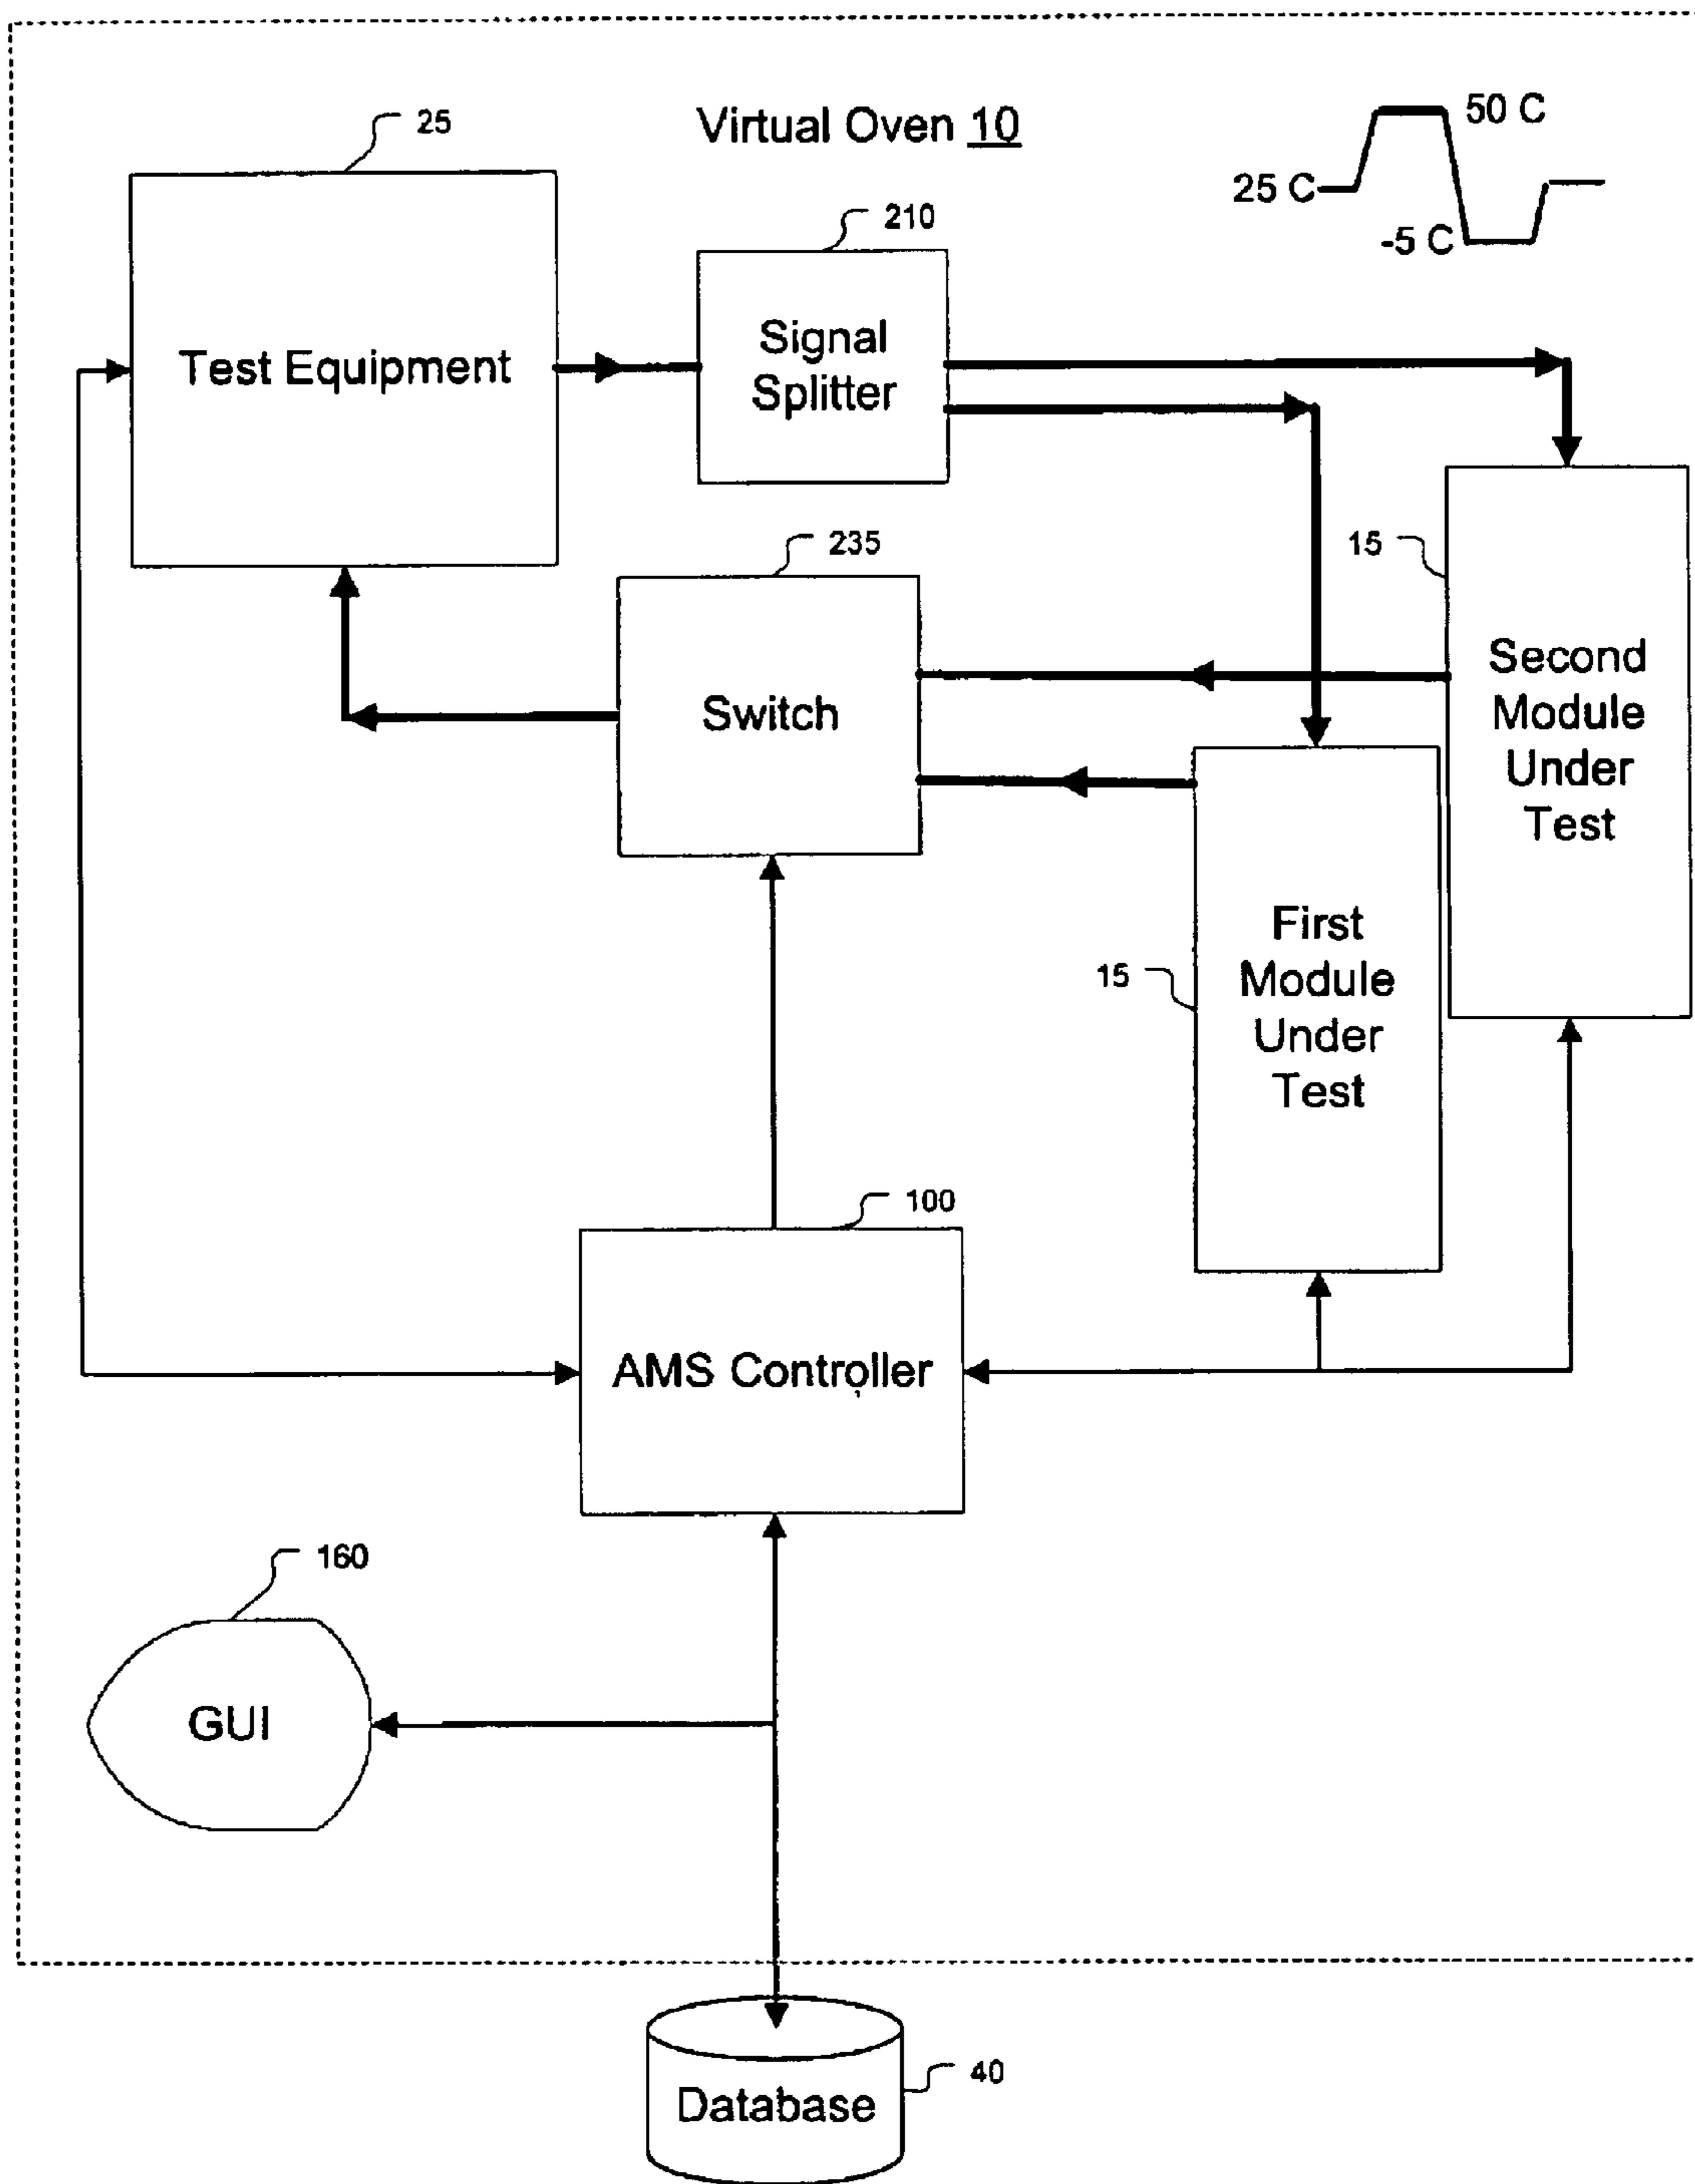 Virtual Oven 10
25
50 C
25 C
-5 C
210
Test Equipment
Signal
Splitter
235
15
Switch
Second
Module
Under
Test
15
First
Module
Under
Test
100
AMS Controller
160
GUI
40
Database